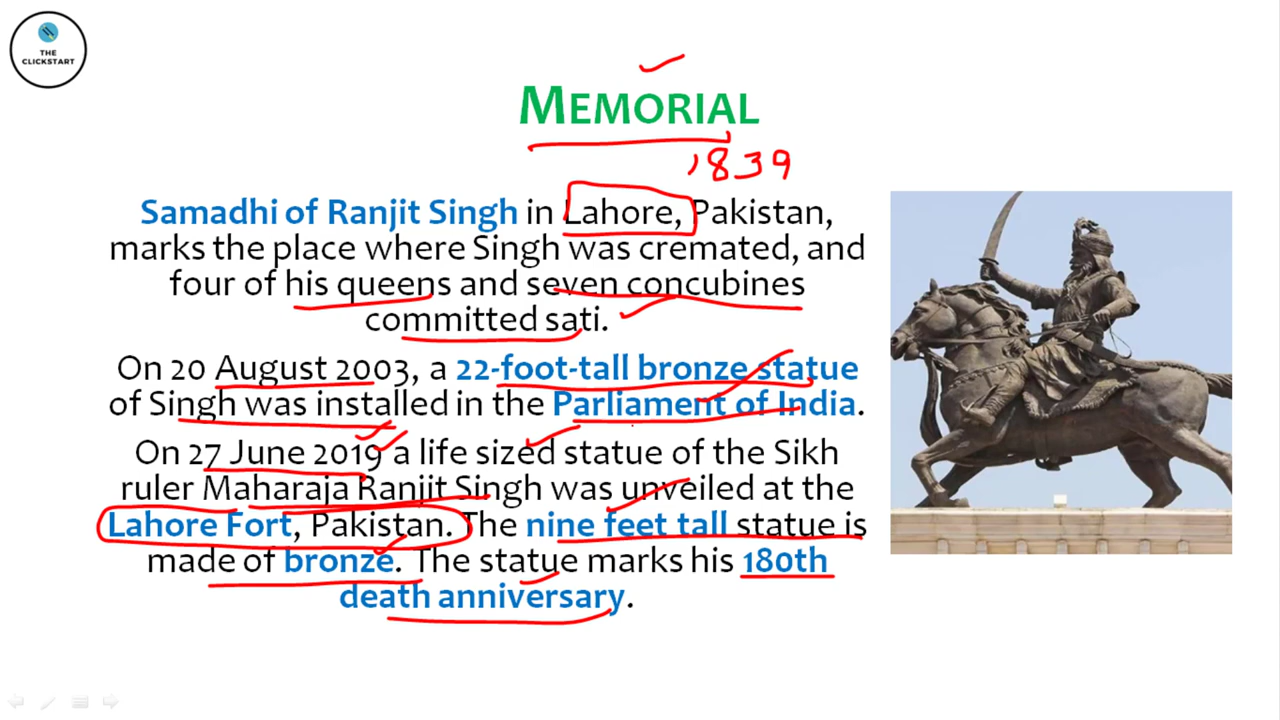 THE
CLICKSTART
MEMORIAL
1839
Samadhi of Ranjit Singh in Lahore, Pakistan,
marks the place where Singh was cremated, and
four of his queens and seven concubines
committed sati.
On 20 August 2003, a 22-foot-tall bronze statue
of Singh was installed in the Parliament of India.
On 27 June 2019 a life sized statue of the Sikh
ruler Maharaja Ranjit Singh was unveiled at the
Lahore Fort, Pakistan. The nine feet tall statue is
made of bronze. The statue marks his 180th
death anniversary.